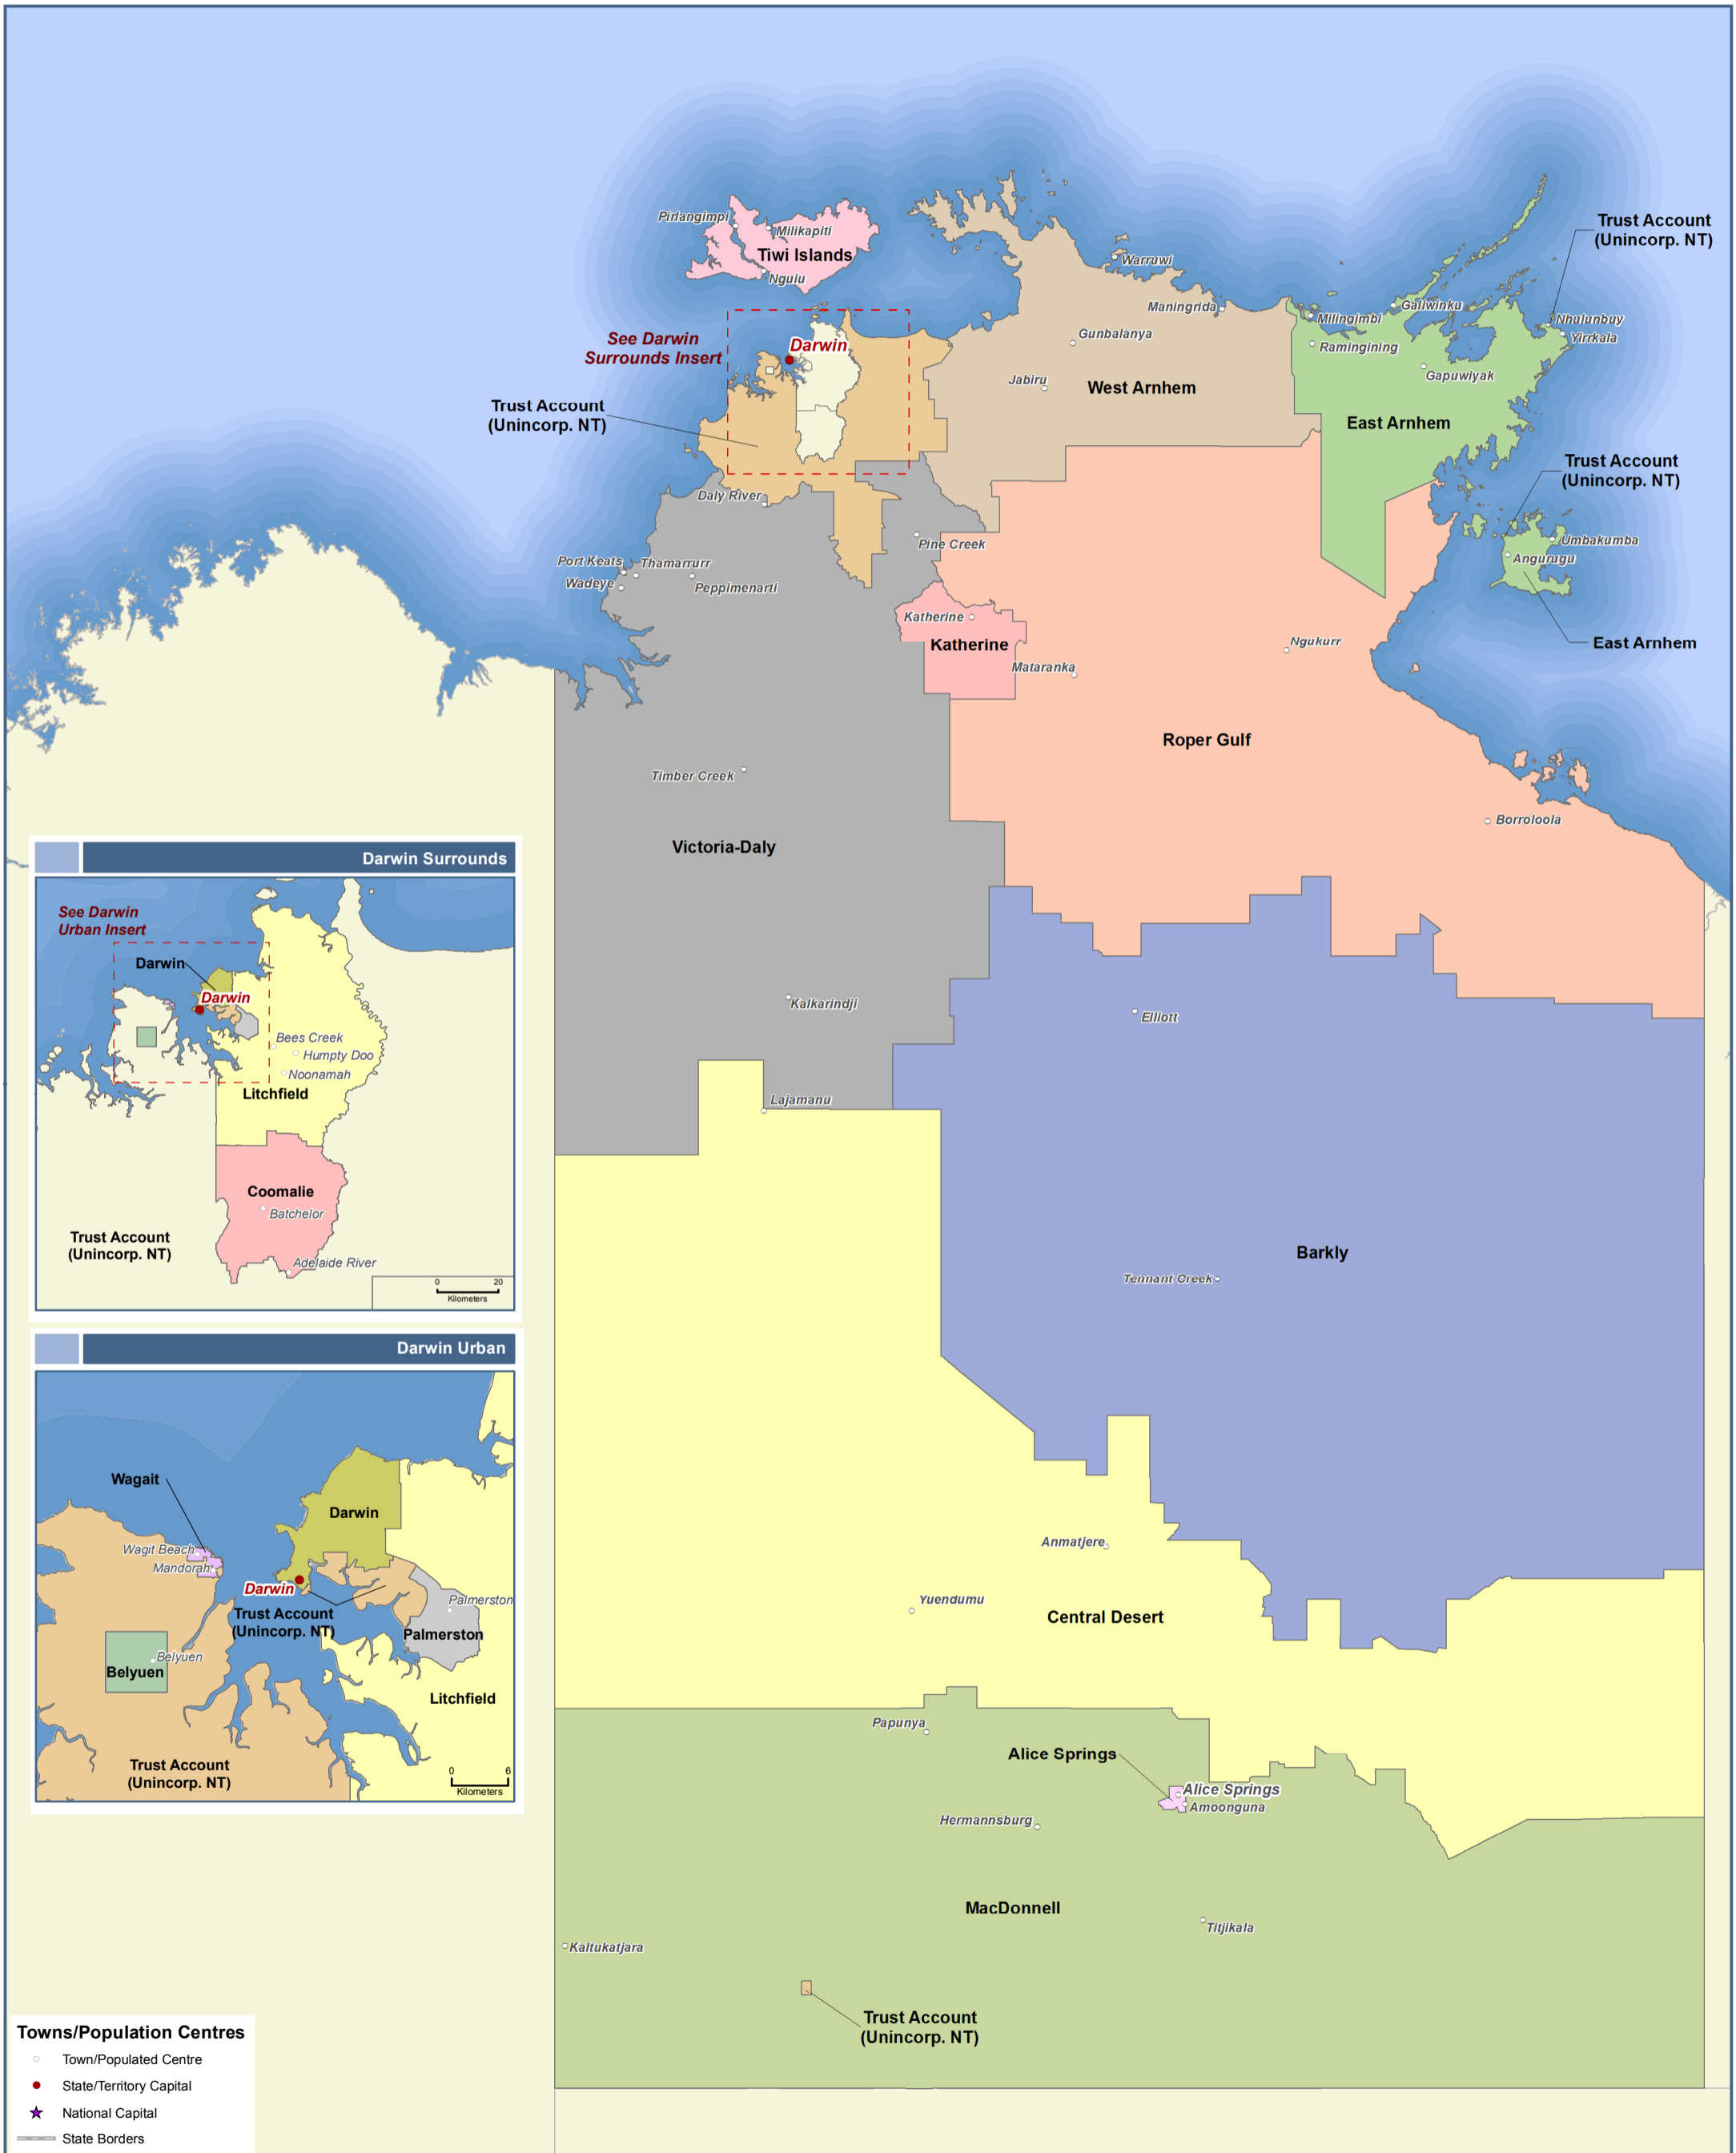 Pirlangimpi
Milikapiti
Tiwi Islands
Nguiu
Warruwi
Maningrida
Gunbalanya
Jabiru
West Arnhem
Trust Account
(Unincorp. NT)
Galiwinku
Milingimbi
Nhulunbuy
Yirrkala
Ramingining
Gapuwiyak
East Arnhem
See Darwin
Surrounds Insert
Darwin
Trust Account
(Unincorp. NT)
Trust Account
(Unincorp. NT)
Umbakumba
Angurugu
East Arnhem
Daly River
Pine Creek
Port Keats
Thamarrurr
Wadeye
Peppimenarti
Katherine
Katherine
Mataranka
Ngukurr
Roper Gulf
Timber Creek
Borroloola
Victoria-Daly
Kalkarindji
Elliott
Lajamanu
Barkly
Tennant Creek
Anmatjere
Yuendumu
Central Desert
Papunya
Alice Springs
Alice Springs
Amoonguna
Hermannsburg
MacDonnell
Titjikala
Kaltukatjara
Trust Account
(Unincorp. NT)
Darwin Surrounds
See Darwin
Urban Insert
Darwin
Darwin
Bees Creek
Humpty Doo
Noonamah
Litchfield
Coomalie
Batchelor
Trust Account
(Unincorp. NT)
Adelaide River
0 20
Kilometers
Darwin Urban
Wagait
Darwin
Wagit Beach
Mandorah
Darwin
Trust Account
(Unincorp. NT)
Palmerston
Palmerston
Belyuen
Belyuen
Litchfield
Trust Account
(Unincorp. NT)
0 6
Kilometers
Towns/Population Centres
Town/Populated Centre
State/Territory Capital
National Capital
State Borders